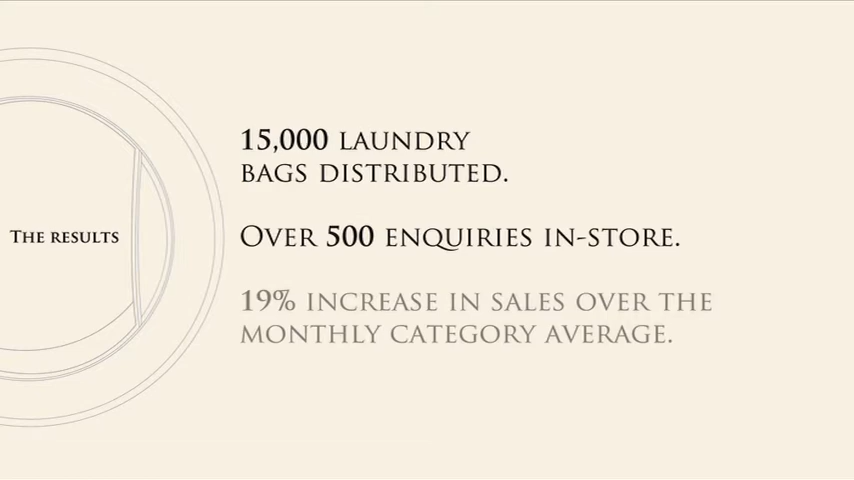 The results
15,000 laundry
bags distributed.
Over 500 enquiries in-store.
19% increase in sales over the
monthly category average.